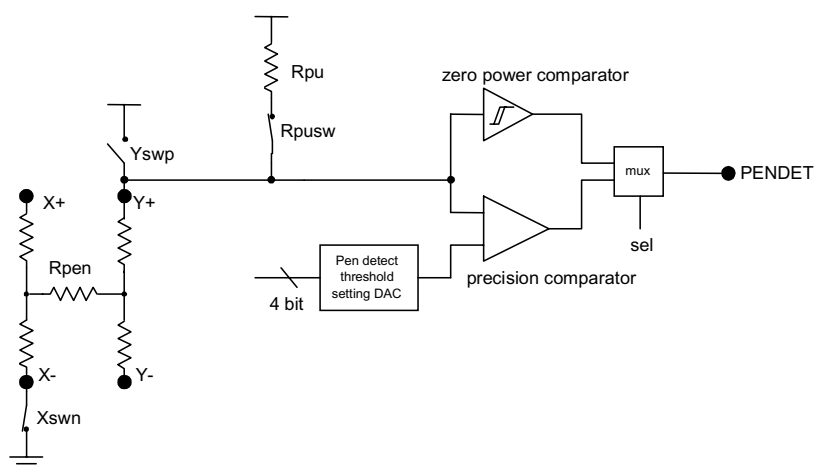 Rpu
zero power comparator
Rpusw
Yswp
mux
PENDET
X+
Y+
sel
Rpen
Pen detect
threshold
setting DAC
4 bit
precision comparator
X-
Y-
Xswn